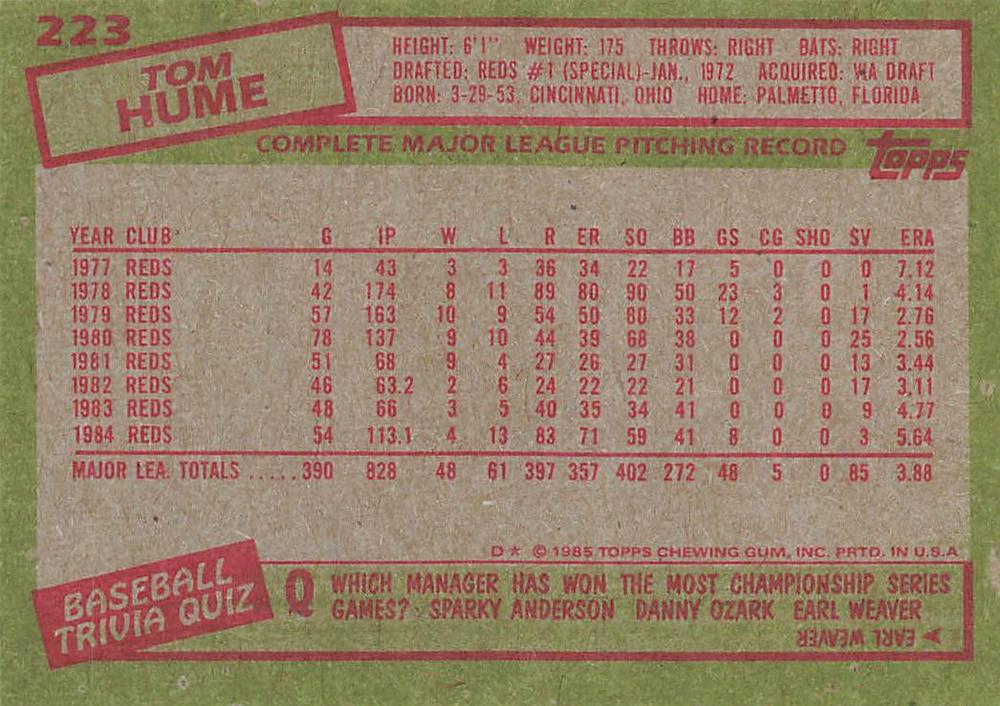 223
TOM
HUME
HEIGHT: 6'1" WEIGHT: 175 THROWS: RIGHT BATS: RIGHT
DRAFTED: REDS #1 (SPECIAL)-JAN., 1972 ACQUIRED: WA DRAFT
BORN: 3-29-53, CINCINNATI, OHIO HOME: PALMETTO, FLORIDA
COMPLETE MAJOR LEAGUE PITCHING RECORD
topps
YEAR CLUB G IP W L R ER SO BB GS CG SHO SV ERA
1977 REDS 14 43 3 3 36 34 22 17 5 0 0 0 7.12
1978 REDS 42 174 8 11 89 80 90 50 23 3 0 1 4.14
1979 REDS 57 163 10 9 54 50 80 33 12 2 0 17 2.76
1980 REDS 78 137 9 10 44 39 68 38 0 0 0 25 2.56
1981 REDS 51 68 9 4 27 26 27 31 0 0 0 13 3.44
1982 REDS 46 63.2 2 6 24 22 22 21 0 0 0 17 3.11
1983 REDS 48 66 3 5 40 35 34 41 0 0 0 9 4.77
1984 REDS 54 113.1 4 13 83 71 59 41 8 0 0 3 5.64
MAJOR LEA. TOTALS ..... 390 828 48 61 397 357 402 272 48 5 0 85 3.88
D* © 1985 TOPPS CHEWING GUM, INC. PRTD. IN U.S.A
BASEBALL
TRIVIA QUIZ
Q WHICH MANAGER HAS WON THE MOST CHAMPIONSHIP SERIES
GAMES? SPARKY ANDERSON DANNY OZARK EARL WEAVER
EARL WEAVER